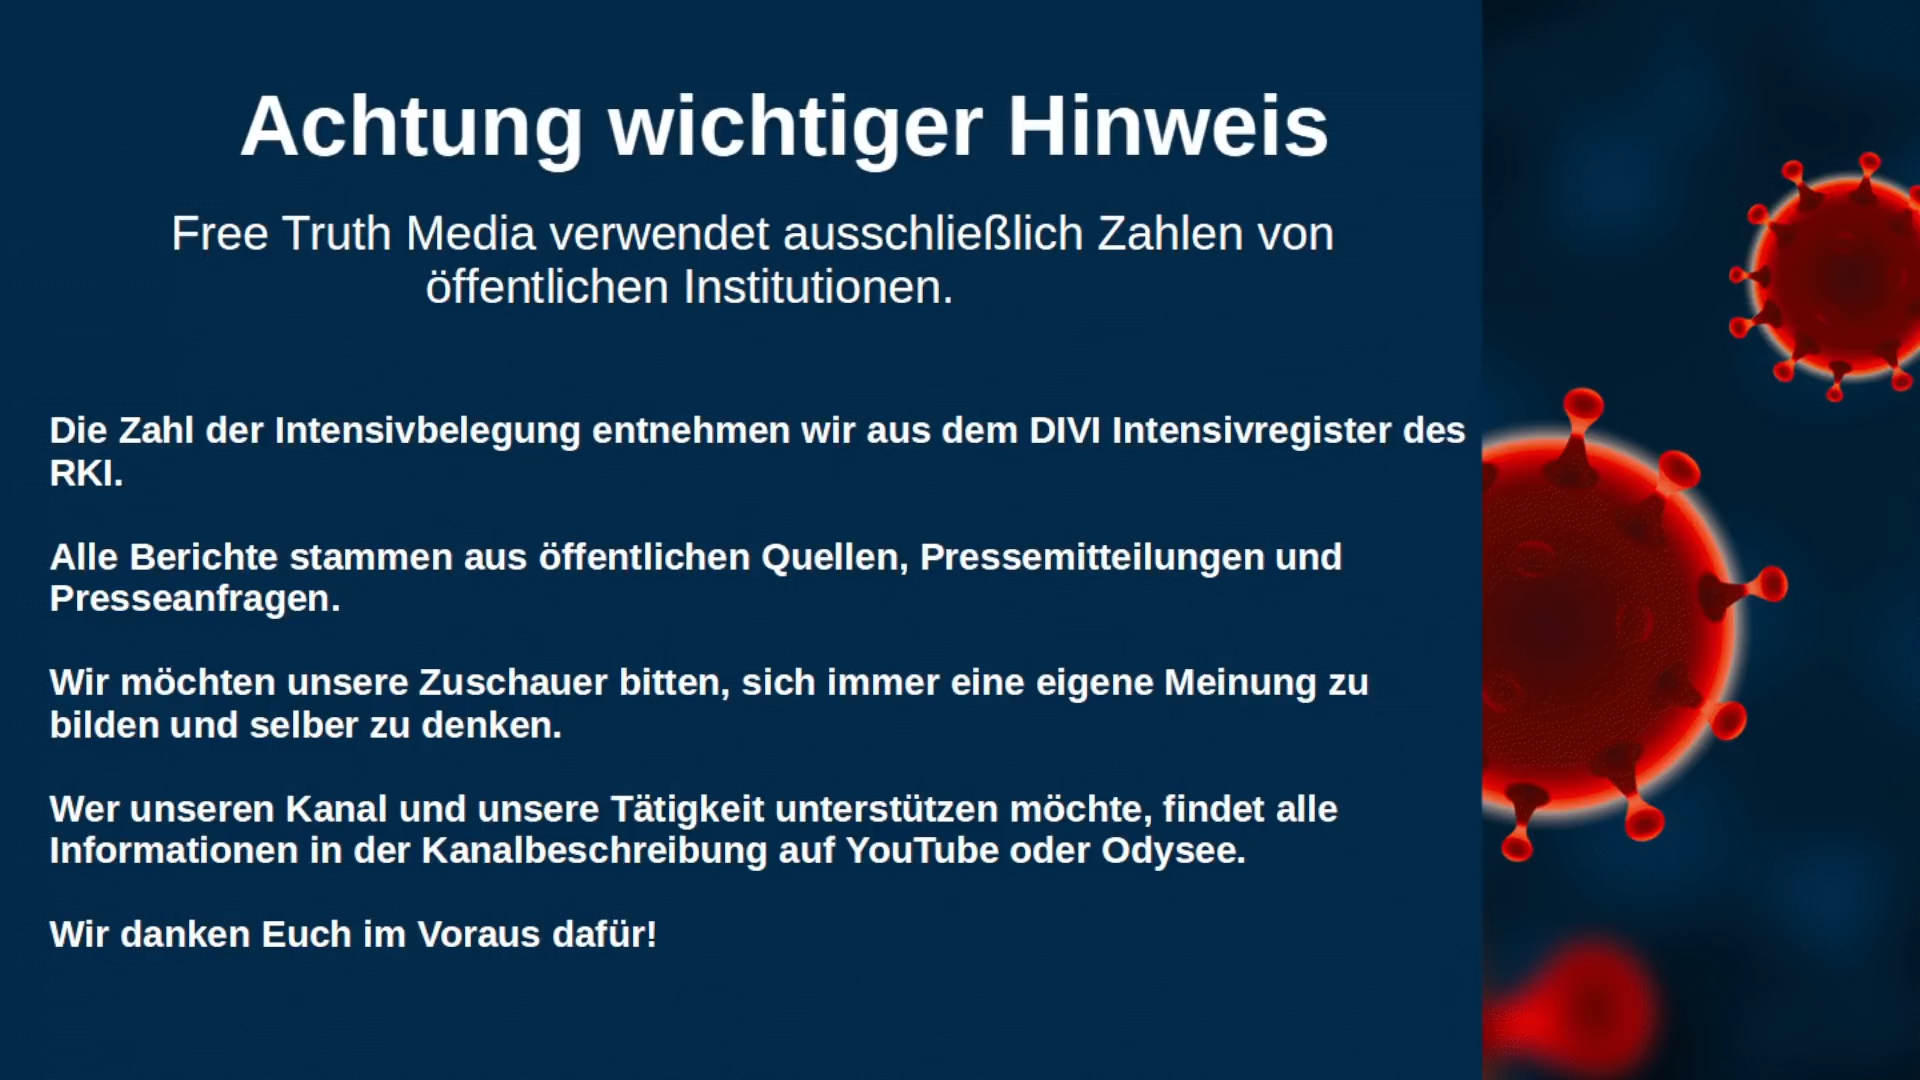 Achtung wichtiger Hinweis
Free Truth Media verwendet ausschließlich Zahlen von
öffentlichen Institutionen.
Die Zahl der Intensivbelegung entnehmen wir aus dem DIVI Intensivregister des
RKI.
Alle Berichte stammen aus öffentlichen Quellen, Pressemitteilungen und
Presseanfragen.
Wir möchten unsere Zuschauer bitten, sich immer eine eigene Meinung zu
bilden und selber zu denken.
Wer unseren Kanal und unsere Tätigkeit unterstützen möchte, findet alle
Informationen in der Kanalbeschreibung auf YouTube oder Odysee.
Wir danken Euch im Voraus dafür!